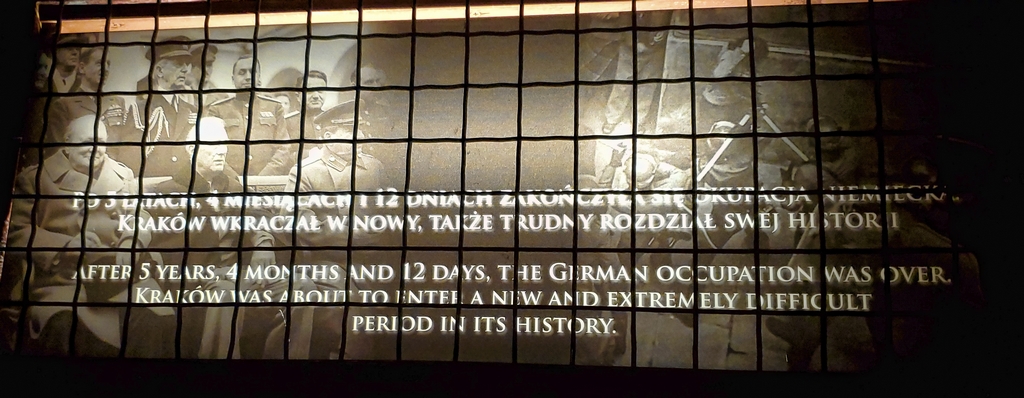 PO 5 LATACH, 4 MIESIĄCACH I 12 DNIACH ZAKOŃCZYŁA SIĘ OKUPACJA NIEMIECKA.
KRAKÓW WKRACZAŁ W NOWY, TAKŻE TRUDNY ROZDZIAŁ SWEJ HISTORII
AFTER 5 YEARS, 4 MONTHS AND 12 DAYS, THE GERMAN OCCUPATION WAS OVER.
KRAKÓW WAS ABOUT TO ENTER A NEW AND EXTREMELY DIFFICULT
PERIOD IN ITS HISTORY.